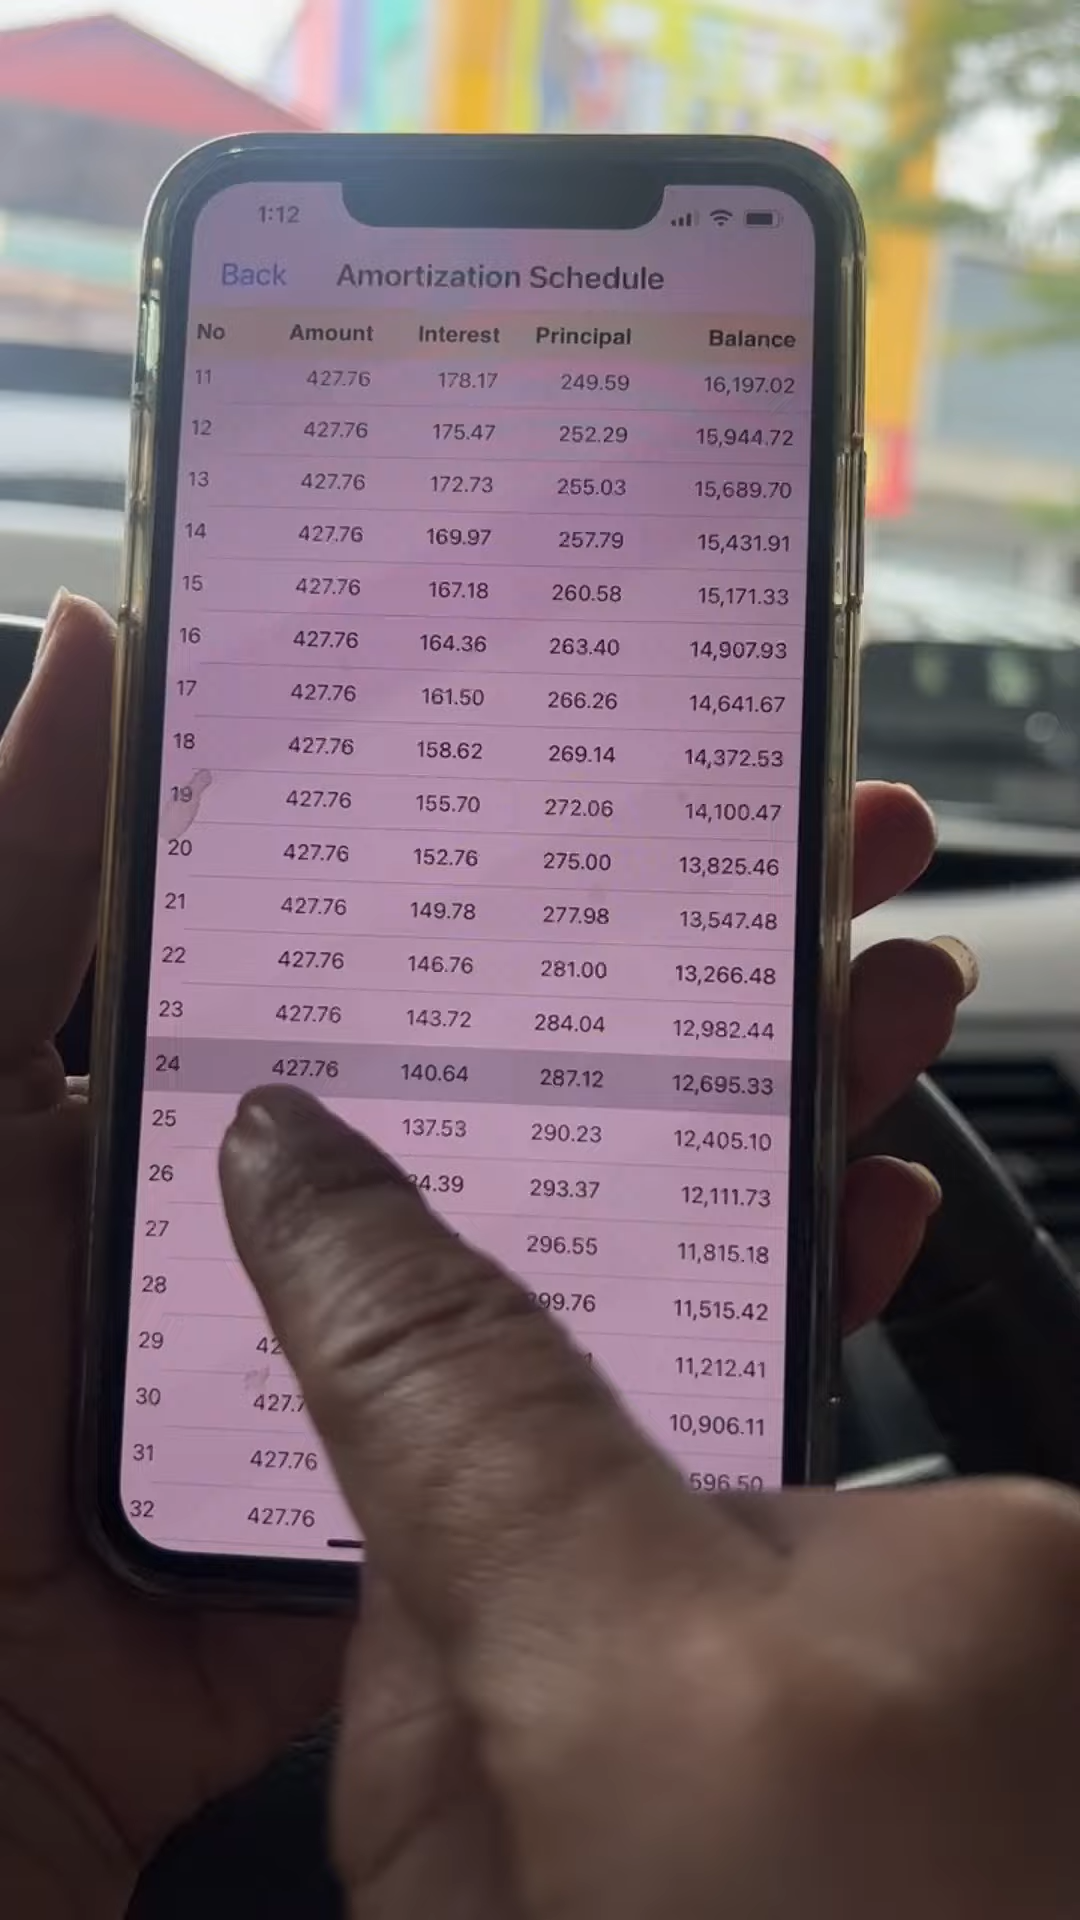 1:12
Back Amortization Schedule
No Amount Interest Principal Balance
11 427.76 178.17 249.59 16,197.02
12 427.76 175.47 252.29 15,944.72
13 427.76 172.73 255.03 15,689.70
14 427.76 169.97 257.79 15,431.91
15 427.76 167.18 260.58 15,171.33
16 427.76 164.36 263.40 14,907.93
17 427.76 161.50 266.26 14,641.67
18 427.76 158.62 269.14 14,372.53
19 427.76 155.70 272.06 14,100.47
20 427.76 152.76 275.00 13,825.46
21 427.76 149.78 277.98 13,547.48
22 427.76 146.76 281.00 13,266.48
23 427.76 143.72 284.04 12,982.44
24 427.76 140.64 287.12 12,695.33
25 137.53 290.23 12,405.10
26 293.37 12,111.73
27 296.55 11,815.18
28 11,515.42
29 11,212.41
30 10,906.11
31 427.76
32 427.76